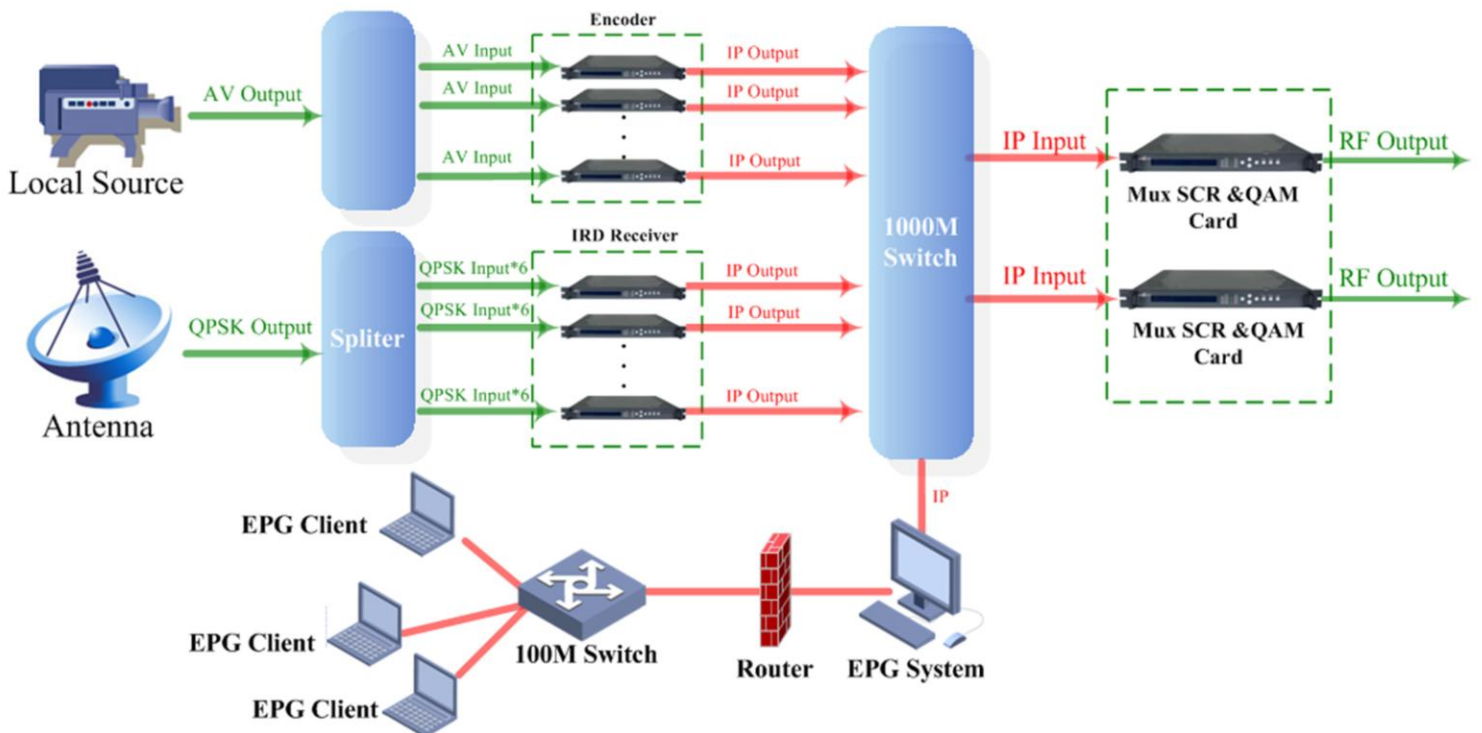 Encoder
AV Input
IP Output
AV Output
AV Input
IP Output
AV Input
IP Output
Local Source
IP Input
RF Output
Mux SCR &QAM
Card
1000M
Switch
IRD Receiver
QPSK Input*6
IP Output
QPSK Input*6
IP Output
QPSK Output
Spliter
QPSK Input*6
IP Output
Antenna
IP Input
RF Output
Mux SCR &QAM
Card
IP
EPG Client
EPG Client
EPG Client
100M Switch
Router
EPG System